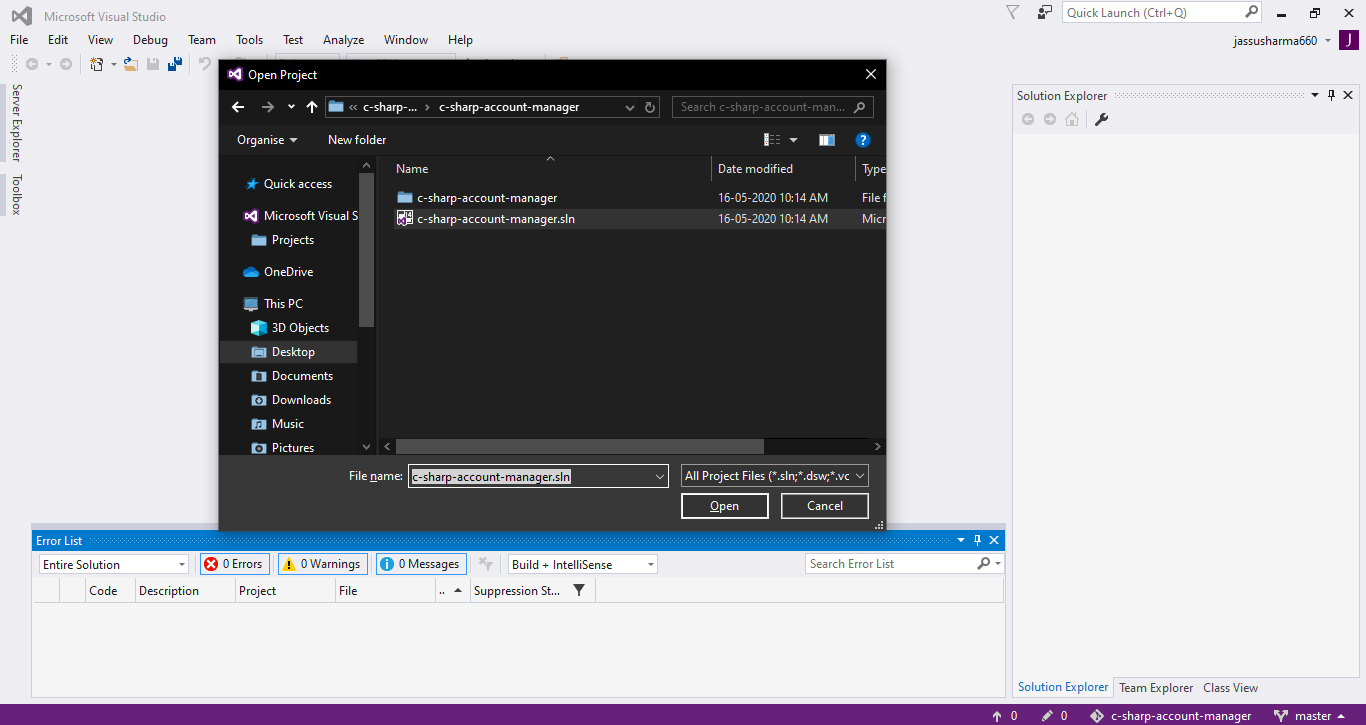 Microsoft Visual Studio
Quick Launch (Ctrl+Q)
File Edit View Debug Team Tools Test Analyze Window Help
jassusharma660 J
Server Explorer
Toolbox
Open Project
« c-sharp-... › c-sharp-account-manager
Search c-sharp-account-man...
Organise New folder
?
Quick access
Microsoft Visual S
Projects
OneDrive
This PC
3D Objects
Desktop
Documents
Downloads
Music
Pictures
Name Date modified Type
c-sharp-account-manager 16-05-2020 10:14 AM File f
c-sharp-account-manager.sln 16-05-2020 10:14 AM Micr
File name: c-sharp-account-manager.sln All Project Files (*.sln;*.dsw;*.vc
Open Cancel
Solution Explorer
Error List
Entire Solution 0 Errors 0 Warnings 0 Messages Build + IntelliSense Search Error List
Code Description Project File .. Suppression St...
Solution Explorer Team Explorer Class View
0 0 c-sharp-account-manager master